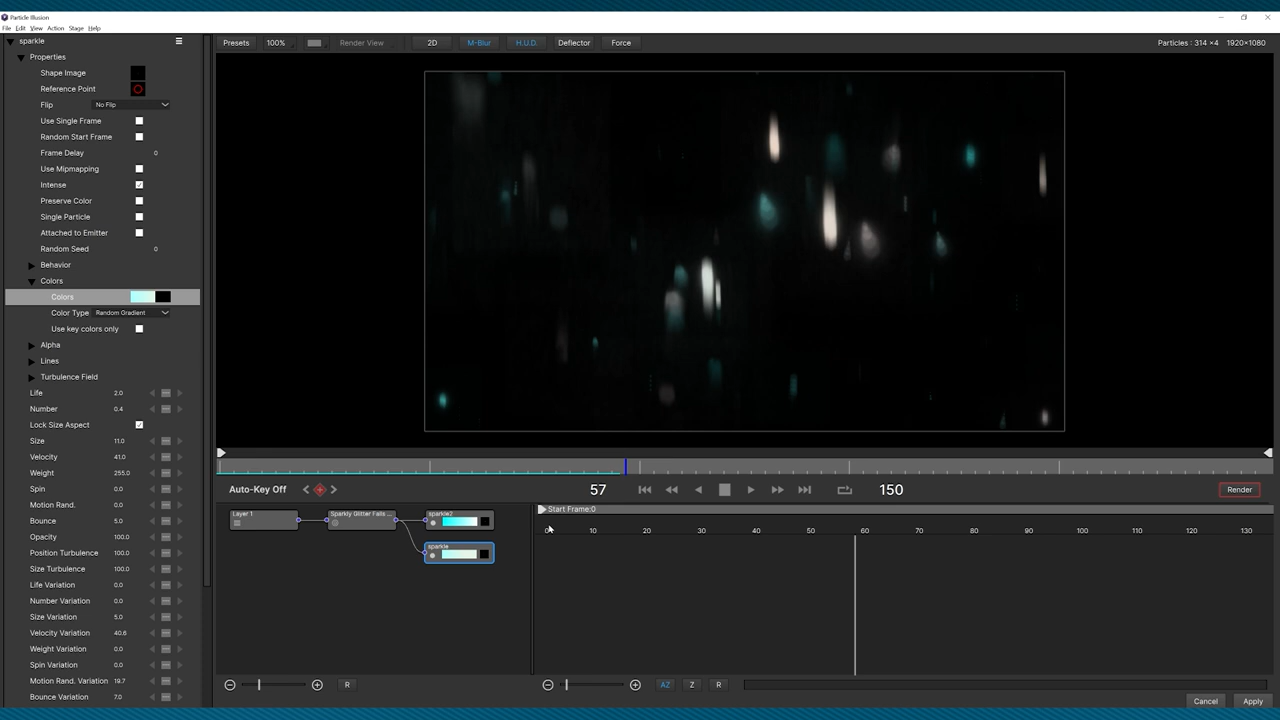 Particle Illusion
File Edit View Action Stage Help
sparkle
Presets 100% Render View 2D M-Blur H.U.D. Deflector Force Particles : 314 ×4 1920×1080
Properties
Shape Image
Reference Point
Flip No Flip
Use Single Frame
Random Start Frame
Frame Delay 0
Use Mipmapping
Intense
Preserve Color
Single Particle
Attached to Emitter
Random Seed 0
Behavior
Colors
Colors
Color Type Random Gradient
Use key colors only
Alpha
Lines
Turbulence Field
Life 2.0
Number 0.4
Lock Size Aspect
Size 11.0
Velocity 41.0
Weight 255.0
Spin 0.0
Motion Rand. 0.0
Bounce 5.0
Opacity 100.0
Position Turbulence 100.0
Size Turbulence 100.0
Life Variation 0.0
Number Variation 0.0
Size Variation 5.0
Velocity Variation 40.6
Weight Variation 0.0
Spin Variation 0.0
Motion Rand. Variation 19.7
Bounce Variation 7.0
Auto-Key Off 57 150 Render
Layer 1 Sparkly Glitter Falls ... sparkle2
sparkle
Start Frame:0
0 10 20 30 40 50 60 70 80 90 100 110 120 130
R AZ Z R
Cancel Apply